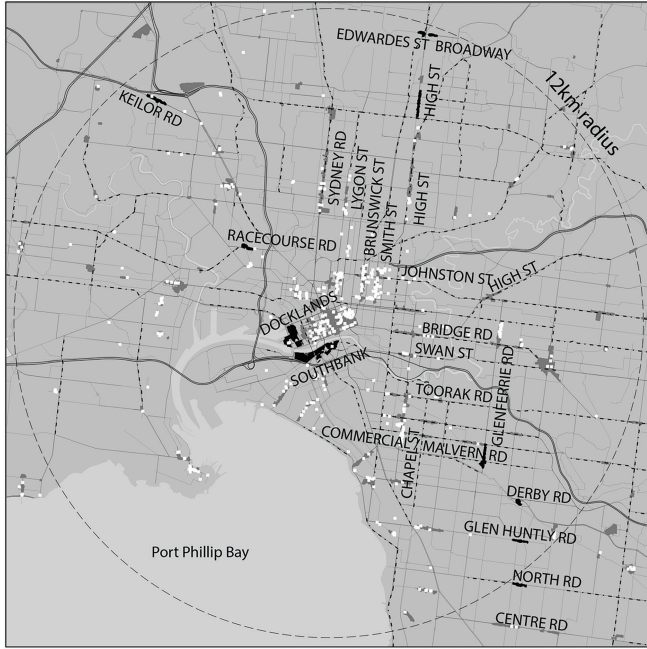 EDWARDES ST BROADWAY
12km radius
KEILOR RD
HIGH ST
SYDNEY RD
LYGON ST
BRUNSWICK ST
SMITH ST
HIGH ST
RACECOURSE RD
JOHNSTON ST
HIGH ST
DOCKLANDS
BRIDGE RD
SWAN ST
SOUTHBANK
TOORAK RD
GLENFERRIE RD
COMMERCIAL
MALVERN RD
CHAPEL ST
DERBY RD
GLEN HUNTLY RD
Port Phillip Bay
NORTH RD
CENTRE RD